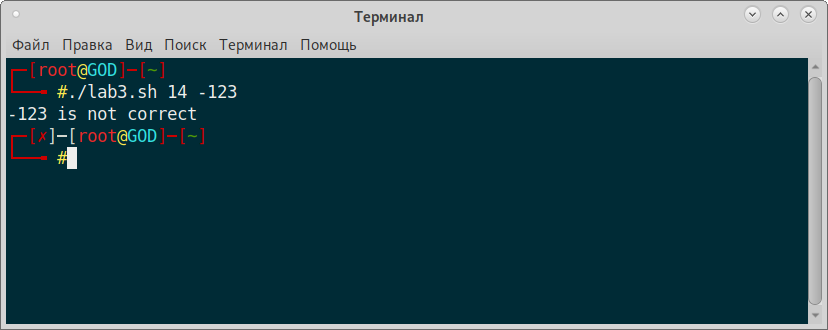 Терминал
Файл Правка Вид Поиск Терминал Помощь
┌─[root@GOD]─[~]
└──╼ #./lab3.sh 14 -123
-123 is not correct
┌─[✗]─[root@GOD]─[~]
└──╼ #